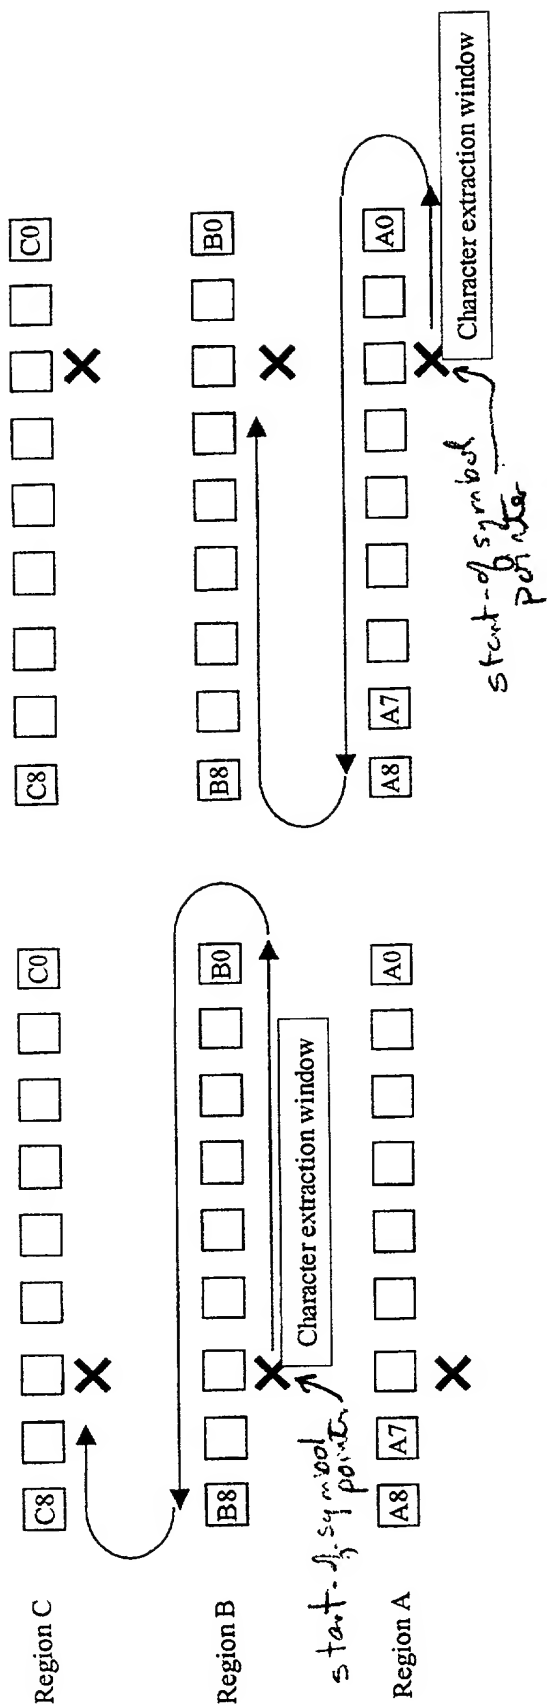 Region C
C8
C0
C8
C0
Region B
B8
B0
B8
B0
Character extraction window
start-of-symbol
pointer
Region A
A8
A7
A0
A8
A7
A0
Character extraction window
start-of symbol
pointer